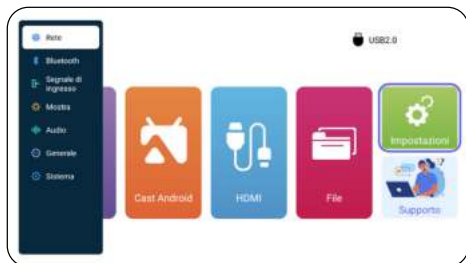 Rete
Bluetooth
Segnale di
ingresso
Mostra
Audio
Generale
Sistema
USB2.0
Cast Android
HDMI
File
Impostazioni
Supporto